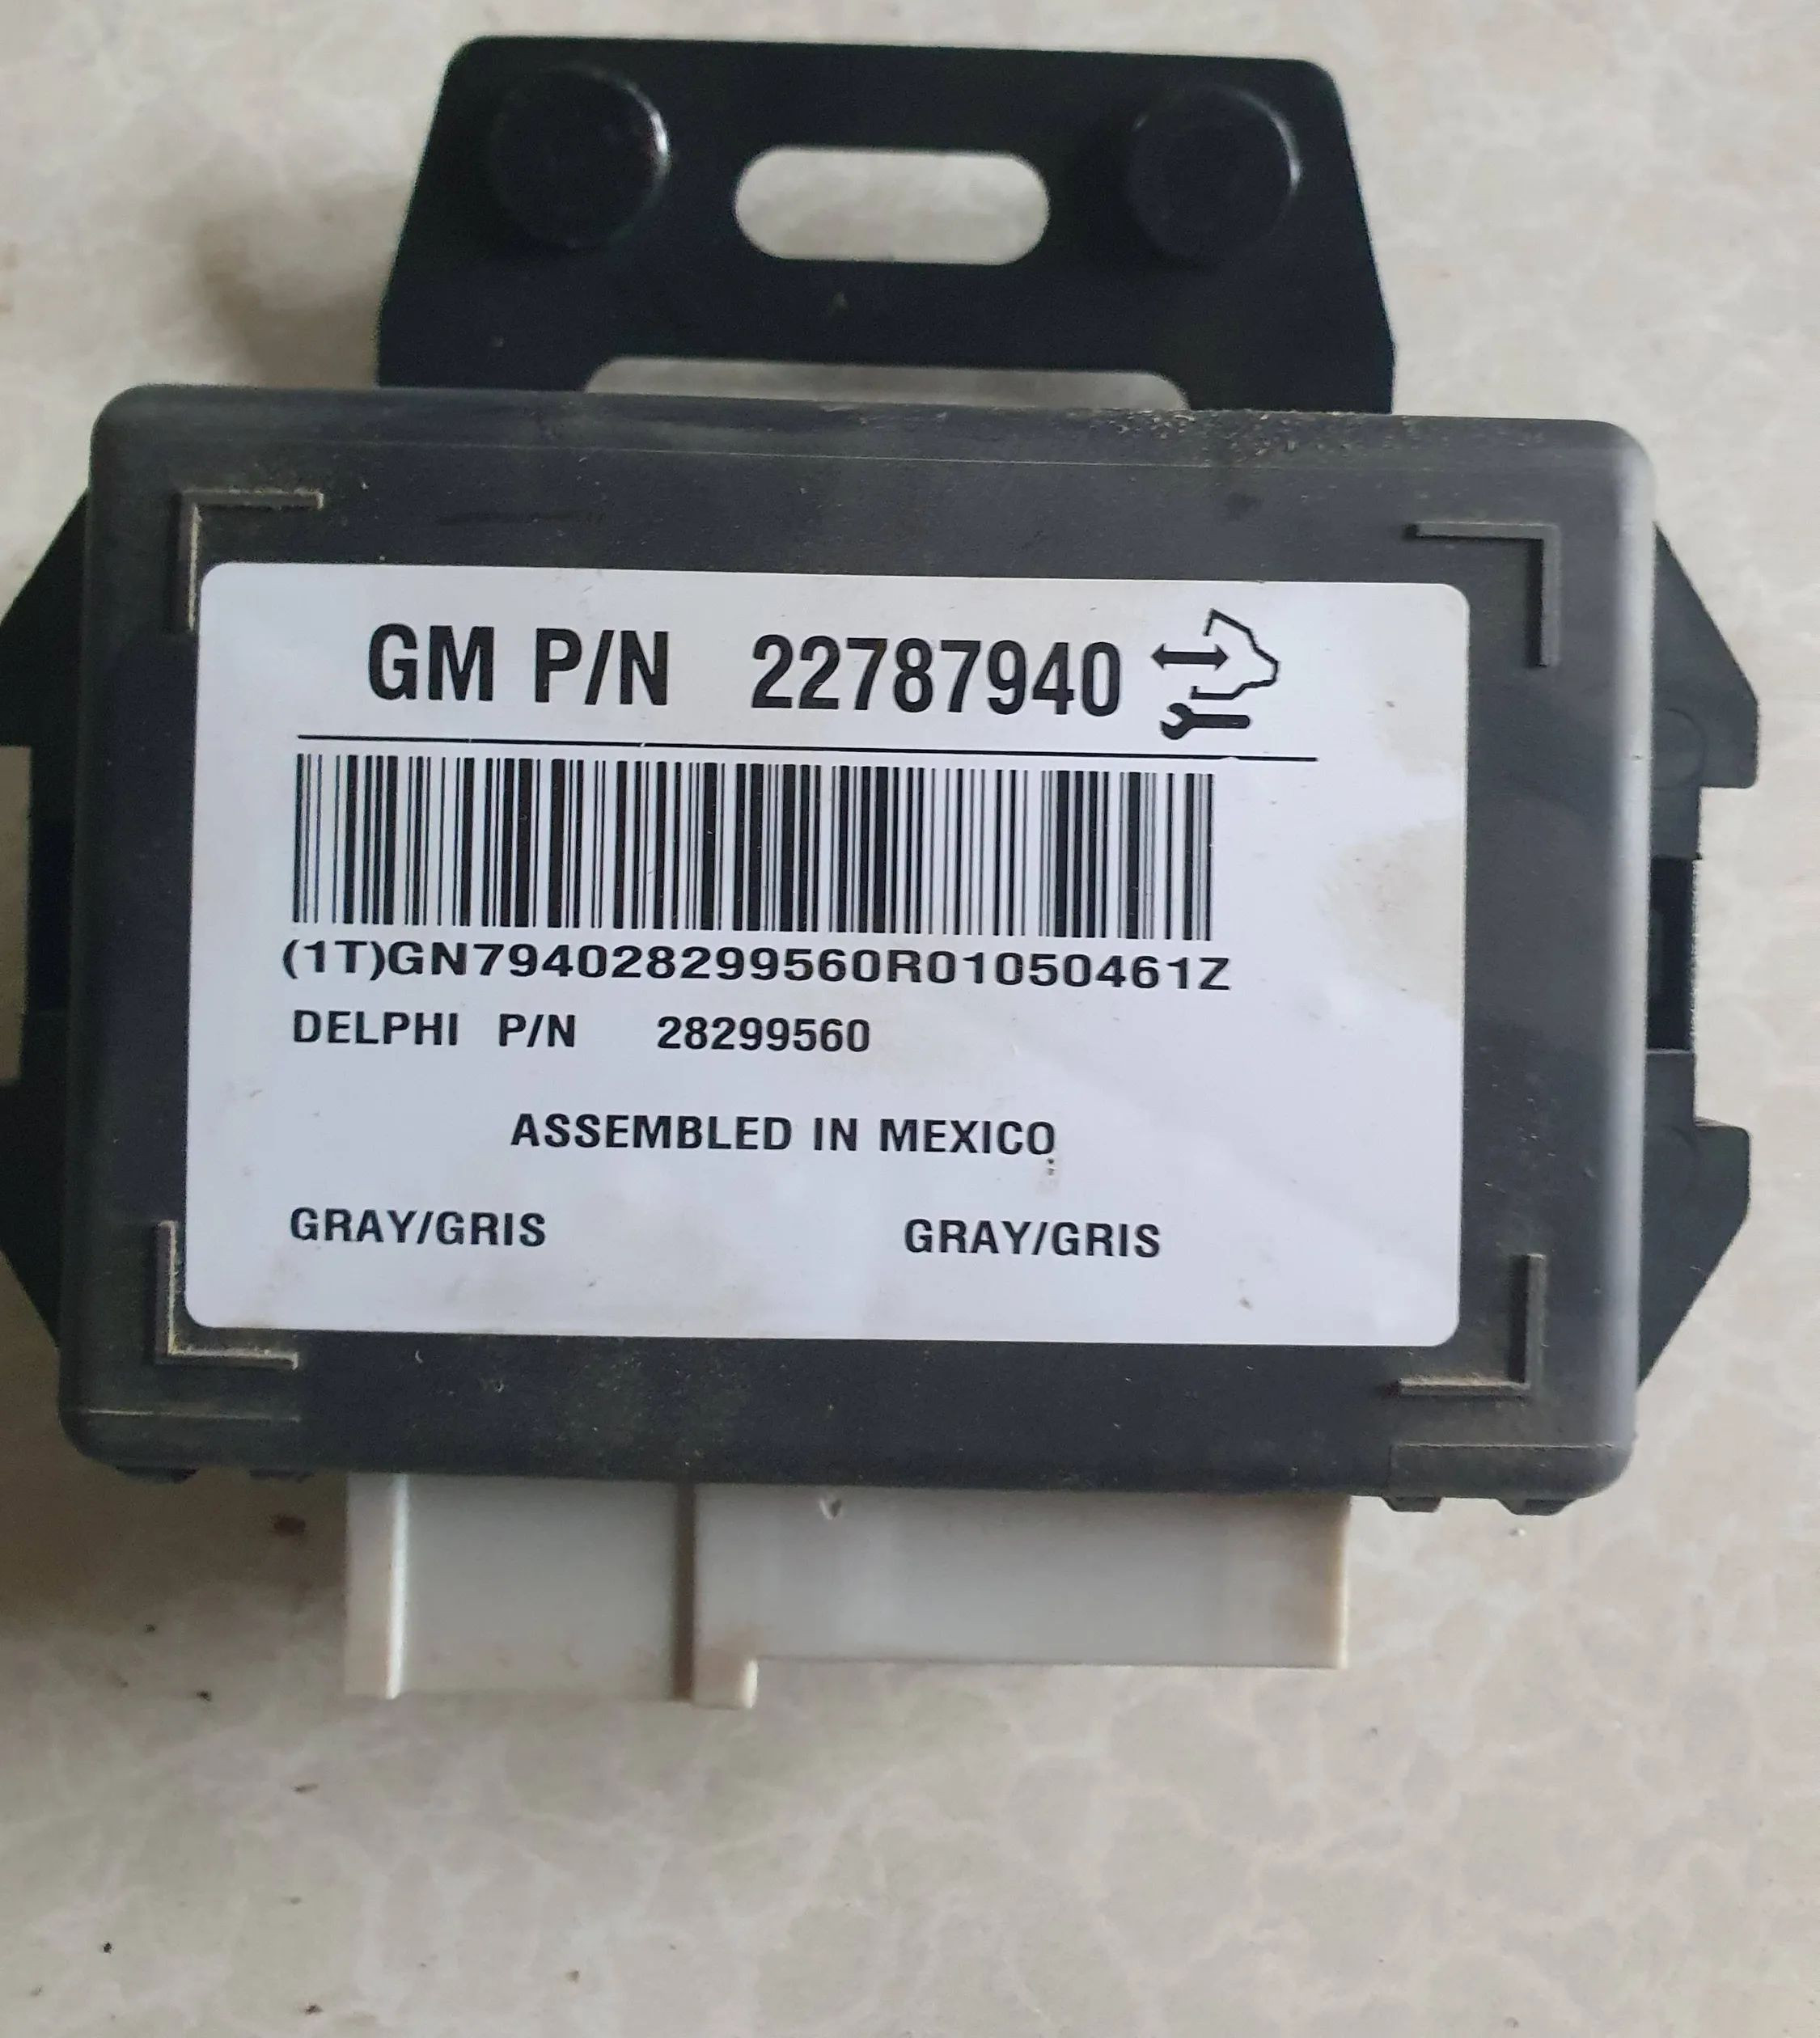 GM P/N 22787940
(1T)GN794028299560R01050461Z
DELPHI P/N 28299560
ASSEMBLED IN MEXICO
GRAY/GRIS GRAY/GRIS